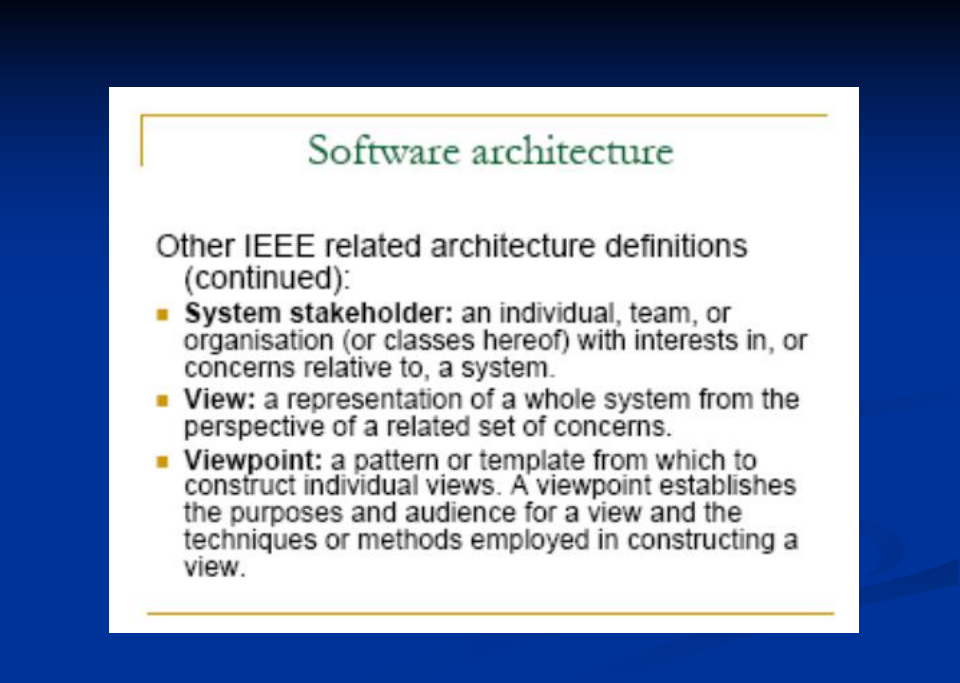 Software architecture
Other IEEE related architecture definitions
(continued):
System stakeholder: an individual, team, or
organisation (or classes hereof) with interests in, or
concerns relative to, a system.
View: a representation of a whole system from the
perspective of a related set of concerns.
Viewpoint: a pattern or template from which to
construct individual views. A viewpoint establishes
the purposes and audience for a view and the
techniques or methods employed in constructing a
view.